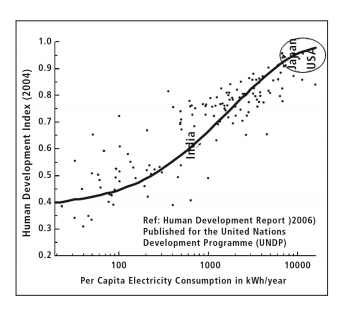 Human Development Index (2004)
1.0
0.9
0.8
0.7
0.6
0.5
0.4
0.3
0.2
Japan
USA
India
Ref: Human Development Report )2006)
Published for the United Nations
Development Programme (UNDP)
100
1000
10000
Per Capita Electricity Consumption in kWh/year